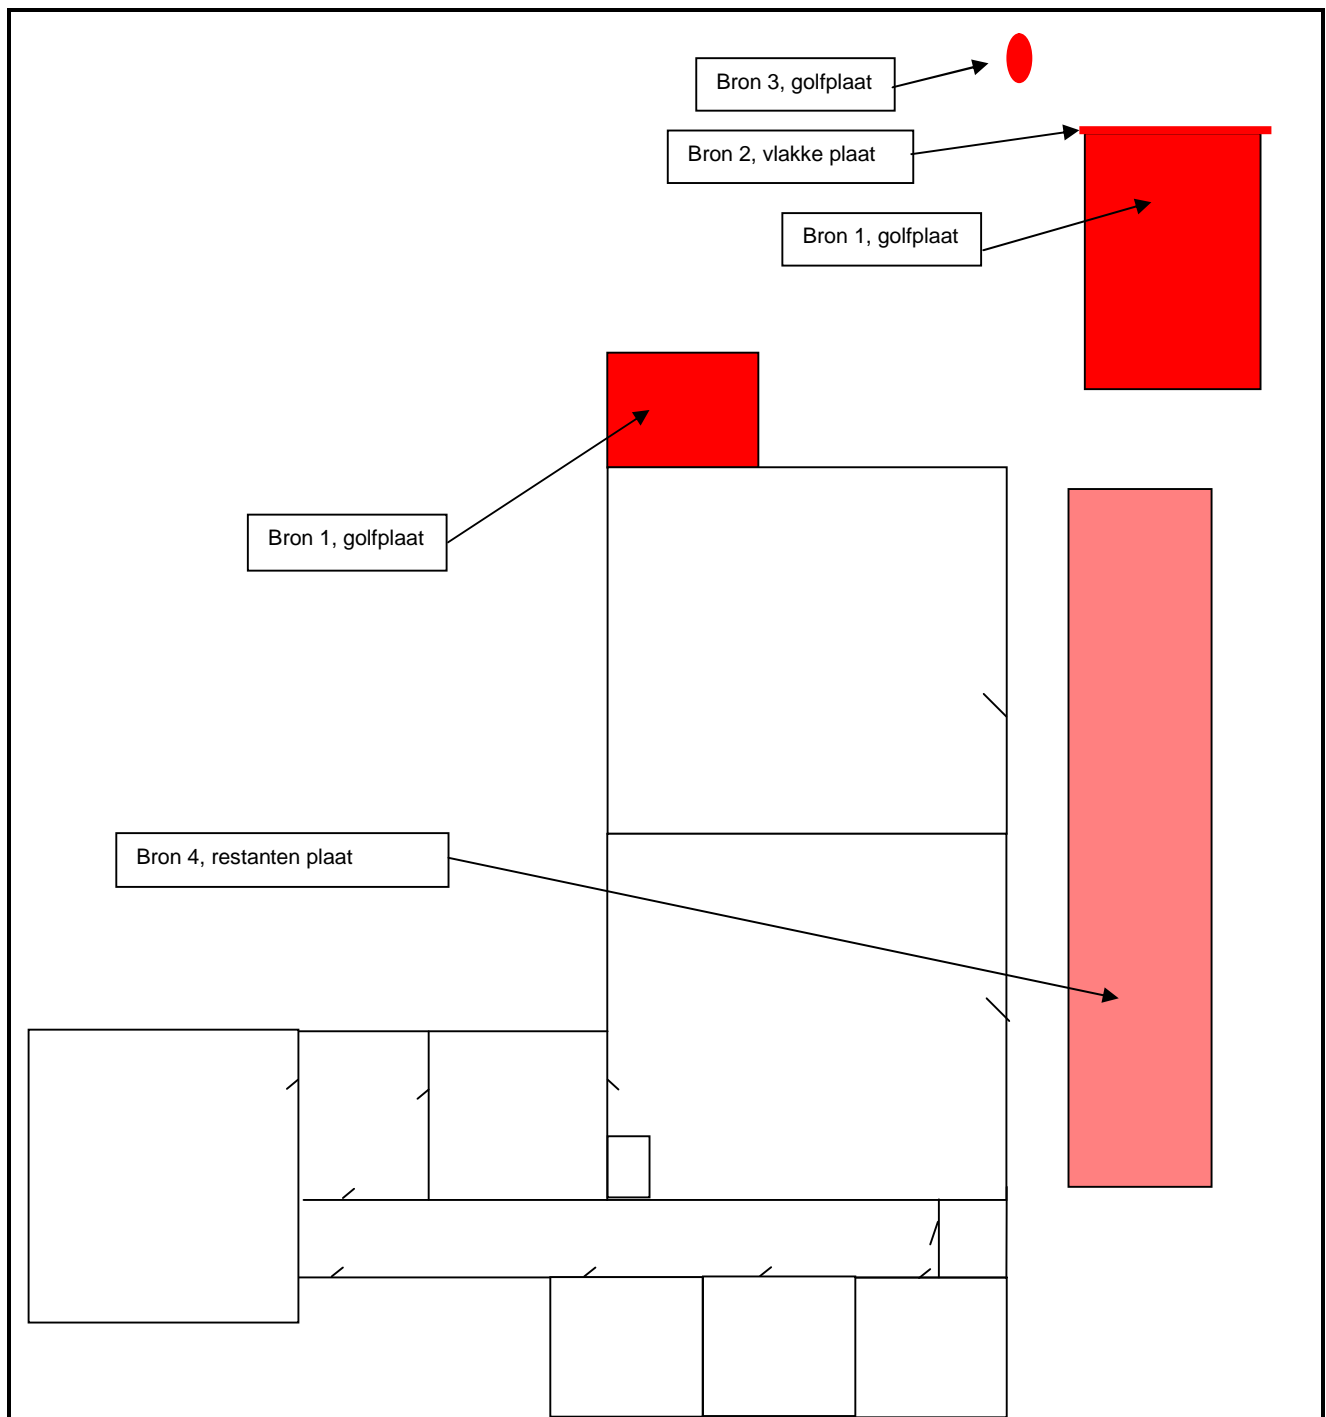 Bron 3, golfplaat
Bron 2, vlakke plaat
Bron 1, golfplaat
Bron 1, golfplaat
Bron 4, restanten plaat